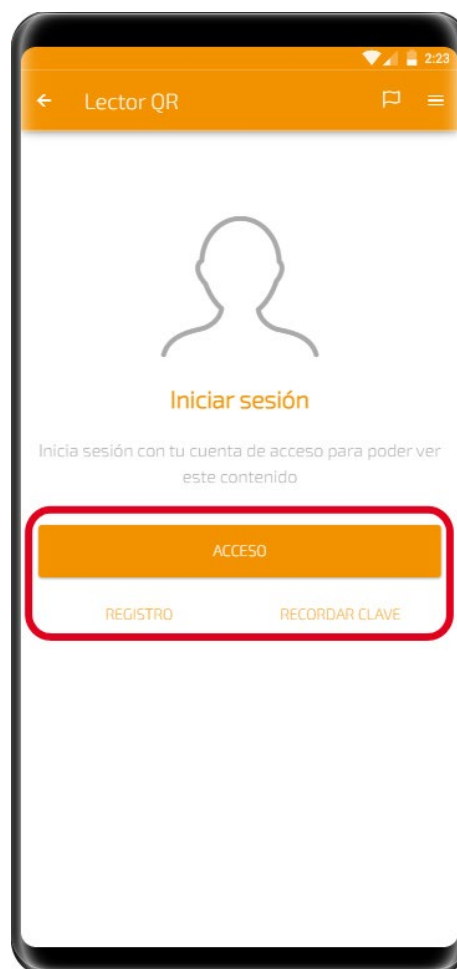 2:23
Lector QR
Iniciar sesión
Inicia sesión con tu cuenta de acceso para poder ver
este contenido
ACCESO
REGISTRO RECORDAR CLAVE